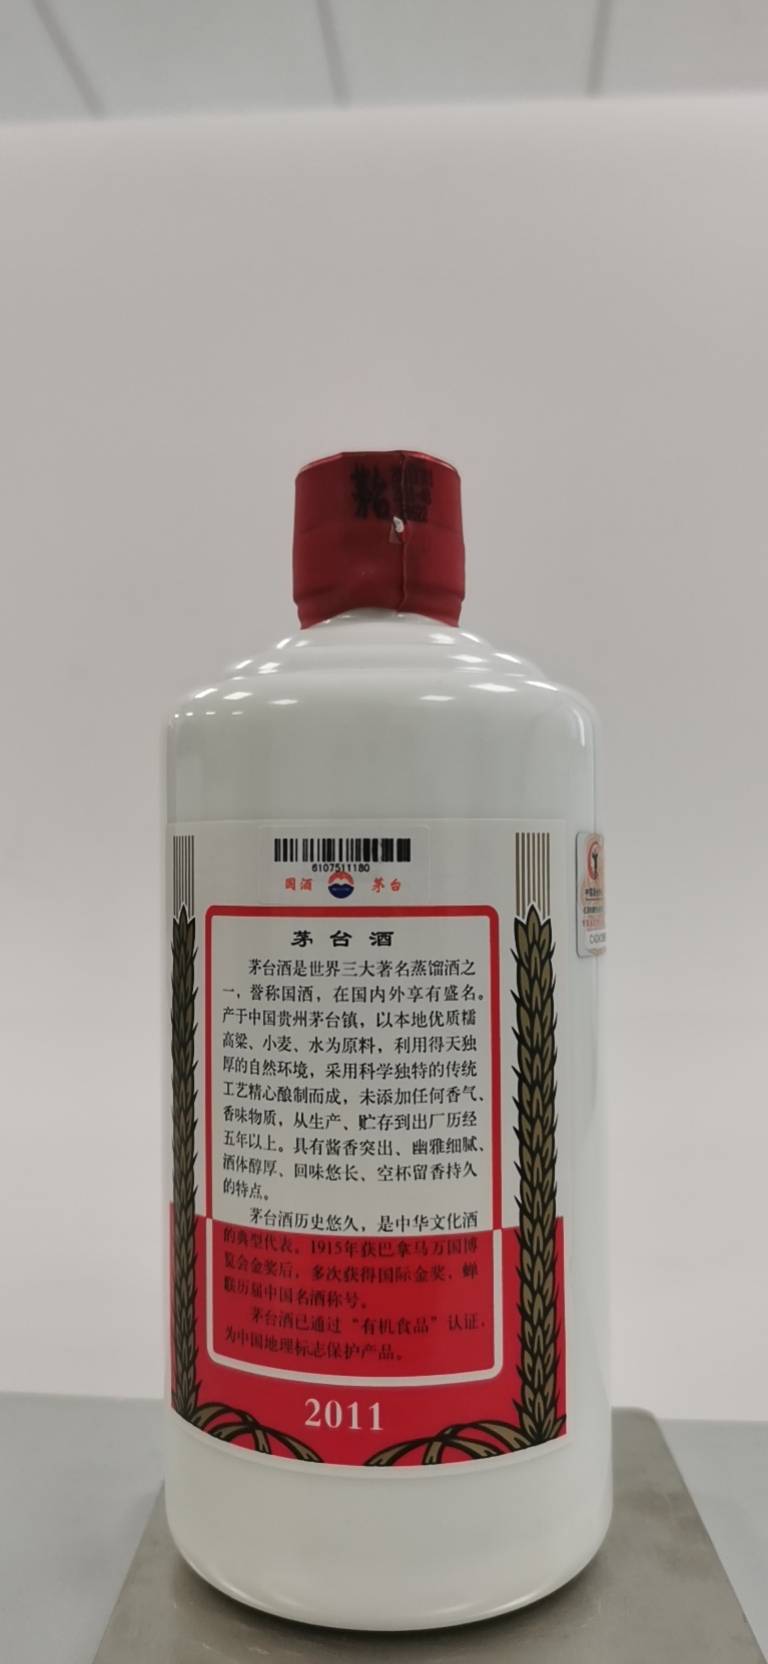 6107511180
国酒 茅台
茅台酒
茅台酒是世界三大著名蒸馏酒之
一，誉称国酒，在国内外享有盛名。
产于中国贵州茅台镇，以本地优质糯
高粱、小麦、水为原料，利用得天独
厚的自然环境，采用科学独特的传统
工艺精心酿制而成，未添加任何香气、
香味物质，从生产、贮存到出厂历经
五年以上。具有酱香突出、幽雅细腻、
酒体醇厚、回味悠长、空杯留香持久
的特点。
茅台酒历史悠久，是中华文化酒
的典型代表。1915年获巴拿马万国博
览会金奖后，多次获得国际金奖，蝉
联历届中国名酒称号。
茅台酒已通过“有机食品”认证，
为中国地理标志保护产品。
2011